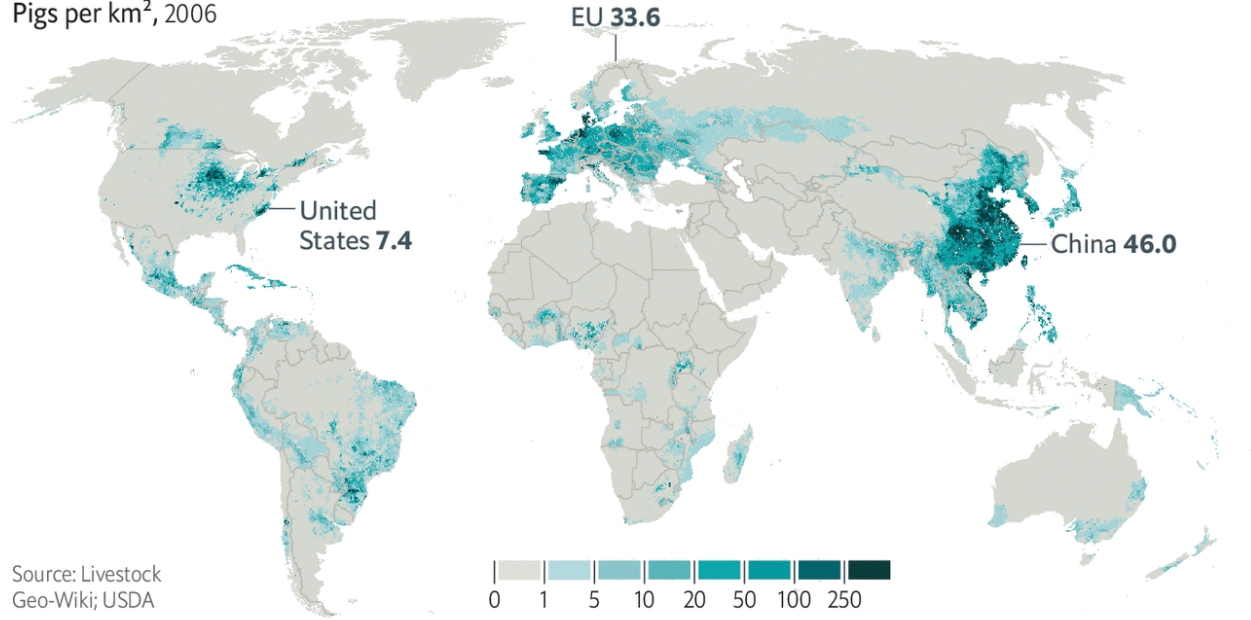 Pigs per km², 2006
EU 33.6
United
States 7.4
China 46.0
Source: Livestock
Geo-Wiki; USDA
0 1 5 10 20 50 100 250